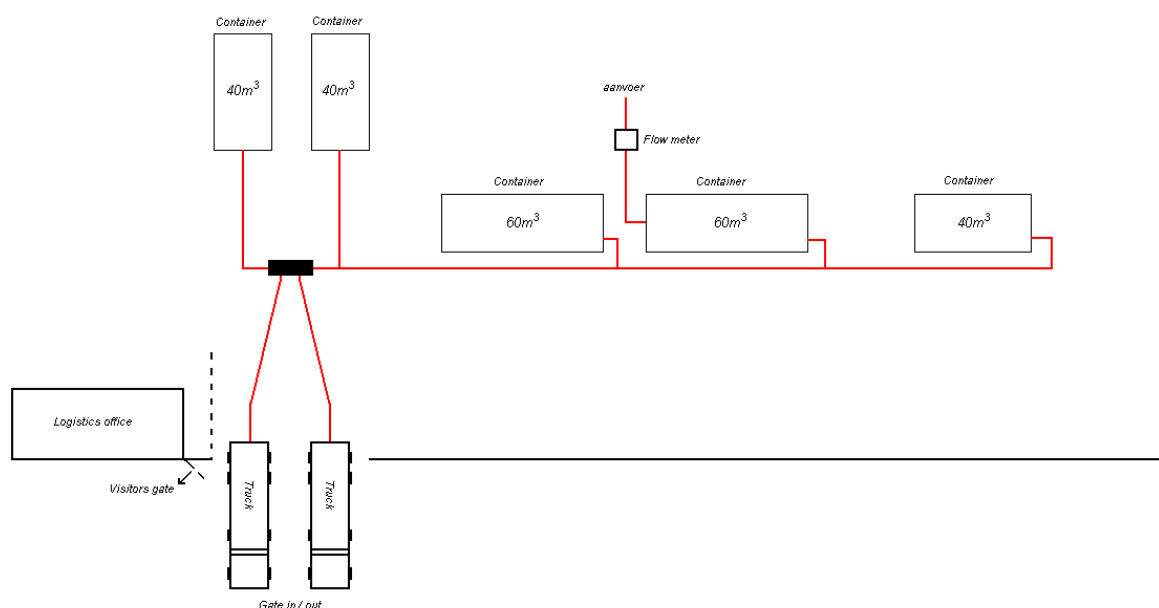 Container
Container
40m³
40m³
aanvoer
Flow meter
Container
Container
Container
60m³
60m³
40m³
Logistics office
Visitors gate
Truck
Truck
Gate in / out